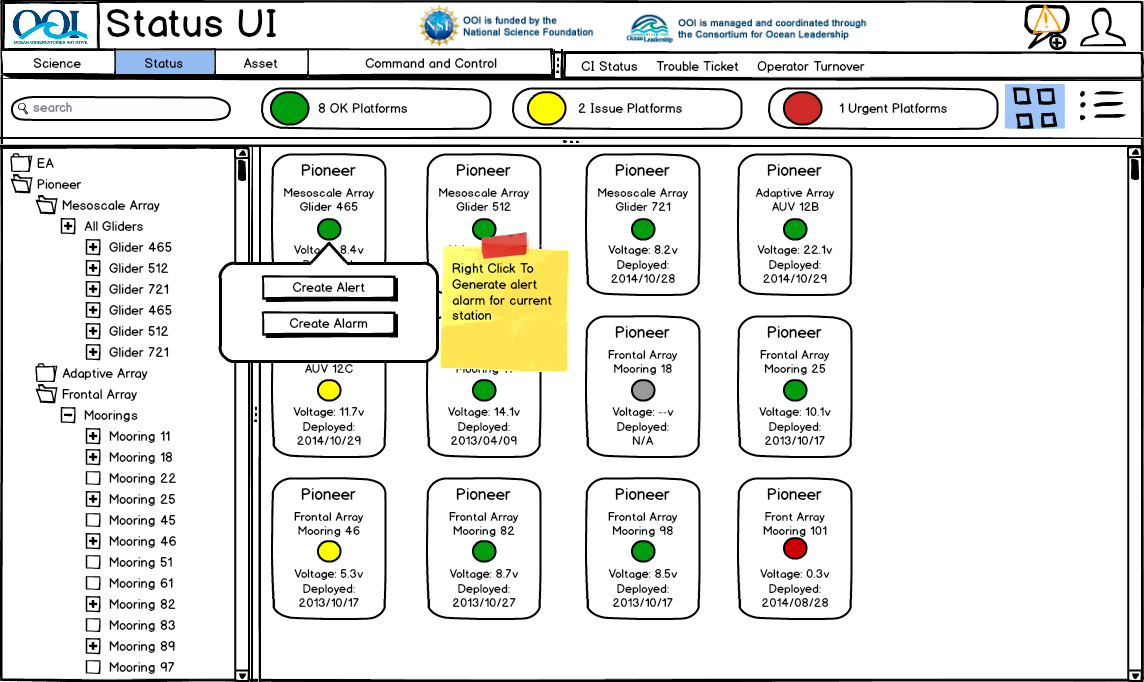 OOI
OCEAN OBSERVATORIES INITIATIVE
Status UI
NSF
OOI is funded by the
National Science Foundation
Ocean Leadership
OOI is managed and coordinated through
the Consortium for Ocean Leadership
Science
Status
Asset
Command and Control
CI Status
Trouble Ticket
Operator Turnover
search
8 OK Platforms
2 Issue Platforms
1 Urgent Platforms
EA
Pioneer
Mesoscale Array
All Gliders
Glider 465
Glider 512
Glider 721
Glider 465
Glider 512
Glider 721
Adaptive Array
Frontal Array
Moorings
Mooring 11
Mooring 18
Mooring 22
Mooring 25
Mooring 45
Mooring 46
Mooring 51
Mooring 61
Mooring 82
Mooring 83
Mooring 89
Mooring 97
Pioneer
Mesoscale Array
Glider 465
8.4v
Create Alert
Create Alarm
Pioneer
Mesoscale Array
Glider 512
Right Click To
Generate alert
alarm for current
station
Pioneer
Mesoscale Array
Glider 721
Voltage: 8.2v
Deployed:
2014/10/28
Pioneer
Adaptive Array
AUV 12B
Voltage: 22.1v
Deployed:
2014/10/29
AUV 12C
Voltage: 11.7v
Deployed:
2014/10/29
Voltage: 14.1v
Deployed:
2013/04/09
Pioneer
Frontal Array
Mooring 18
Voltage: --v
Deployed:
N/A
Pioneer
Frontal Array
Mooring 25
Voltage: 10.1v
Deployed:
2013/10/17
Pioneer
Frontal Array
Mooring 46
Voltage: 5.3v
Deployed:
2013/10/17
Pioneer
Frontal Array
Mooring 82
Voltage: 8.7v
Deployed:
2013/10/27
Pioneer
Frontal Array
Mooring 98
Voltage: 8.5v
Deployed:
2013/10/17
Pioneer
Front Array
Mooring 101
Voltage: 0.3v
Deployed:
2014/08/28